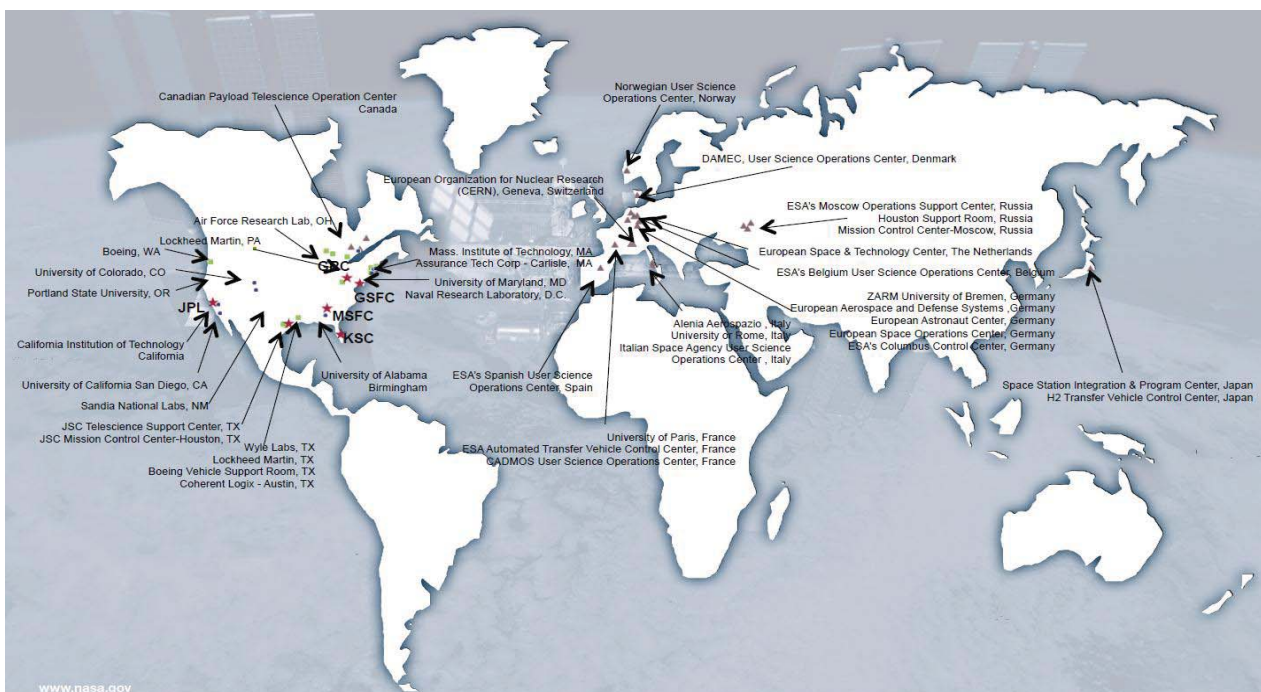 Canadian Payload Telescience Operation Center
Canada
Norwegian User Science
Operations Center, Norway
DAMEC, User Science Operations Center, Denmark
European Organization for Nuclear Research
(CERN), Geneva, Switzerland
ESA's Moscow Operations Support Center, Russia
Houston Support Room, Russia
Mission Control Center-Moscow, Russia
Air Force Research Lab, OH
Lockheed Martin, PA
Boeing, WA
GRC
Mass. Institute of Technology, MA
Assurance Tech Corp - Carlisle, MA
European Space & Technology Center, The Netherlands
University of Colorado, CO
ESA's Belgium User Science Operations Center, Belgium
University of Maryland, MD
Naval Research Laboratory, D.C.
Portland State University, OR
GSFC
JPL
MSFC
KSC
ZARM University of Bremen, Germany
European Aerospace and Defense Systems ,Germany
European Astronaut Center, Germany
European Space Operations Center, Germany
ESA's Columbus Control Center, Germany
Alenia Aerospazio , Italy
University or Rome, Italy
Italian Space Agency User Science
Operations Center , Italy
California Institution of Technology
California
University of California San Diego, CA
University of Alabama
Birmingham
ESA's Spanish User Science
Operations Center, Spain
Space Station Integration & Program Center, Japan
H2 Transfer Vehicle Control Center, Japan
Sandia National Labs, NM
JSC Telescience Support Center, TX
JSC Mission Control Center-Houston, TX
Wyle Labs, TX
Lockheed Martin, TX
Boeing Vehicle Support Room, TX
Coherent Logix - Austin, TX
University of Paris, France
ESA Automated Transfer Vehicle Control Center, France
CADMOS User Science Operations Center, France
www.nasa.gov